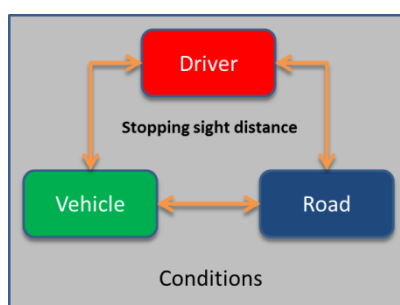 Driver
Stopping sight distance
Vehicle
Road
Conditions